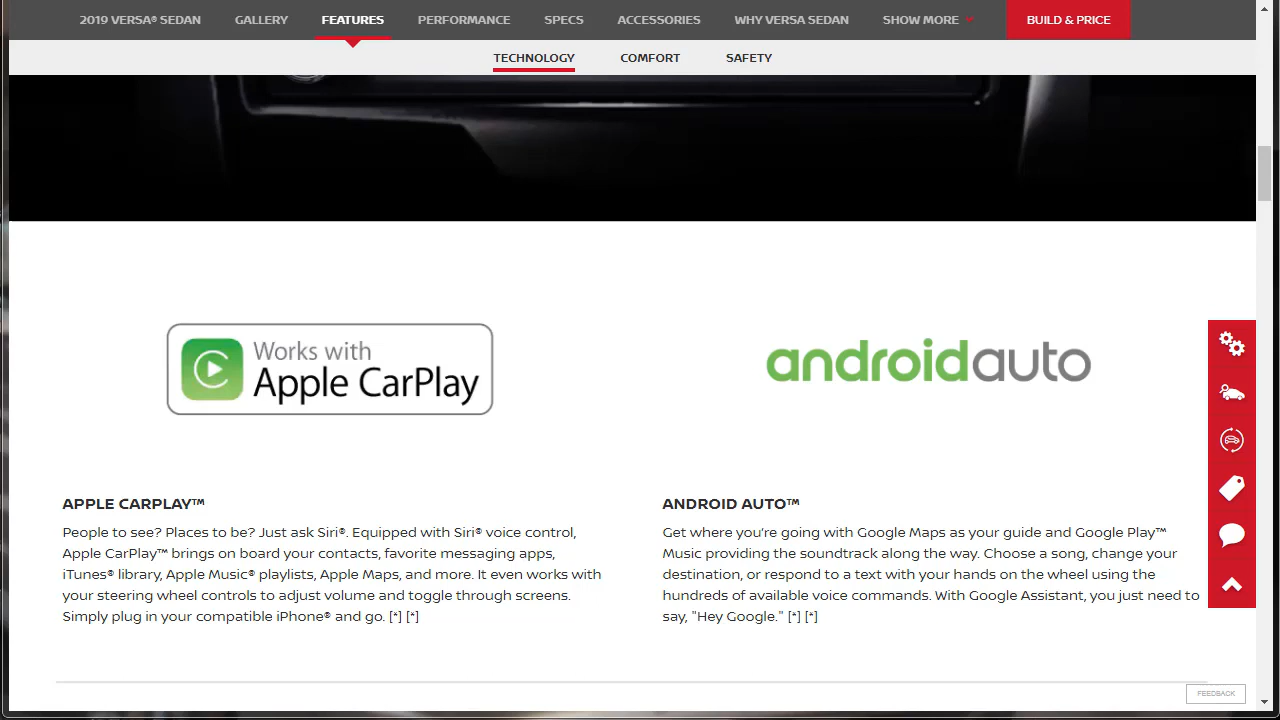 2019 VERSA® SEDAN GALLERY FEATURES PERFORMANCE SPECS ACCESSORIES WHY VERSA SEDAN SHOW MORE BUILD & PRICE
TECHNOLOGY COMFORT SAFETY
Works with
Apple CarPlay
androidauto
APPLE CARPLAY™
People to see? Places to be? Just ask Siri®. Equipped with Siri® voice control,
Apple CarPlay™ brings on board your contacts, favorite messaging apps,
iTunes® library, Apple Music® playlists, Apple Maps, and more. It even works with
your steering wheel controls to adjust volume and toggle through screens.
Simply plug in your compatible iPhone® and go. [*] [*]
ANDROID AUTO™
Get where you're going with Google Maps as your guide and Google Play™
Music providing the soundtrack along the way. Choose a song, change your
destination, or respond to a text with your hands on the wheel using the
hundreds of available voice commands. With Google Assistant, you just need to
say, "Hey Google." [*] [*]
FEEDBACK